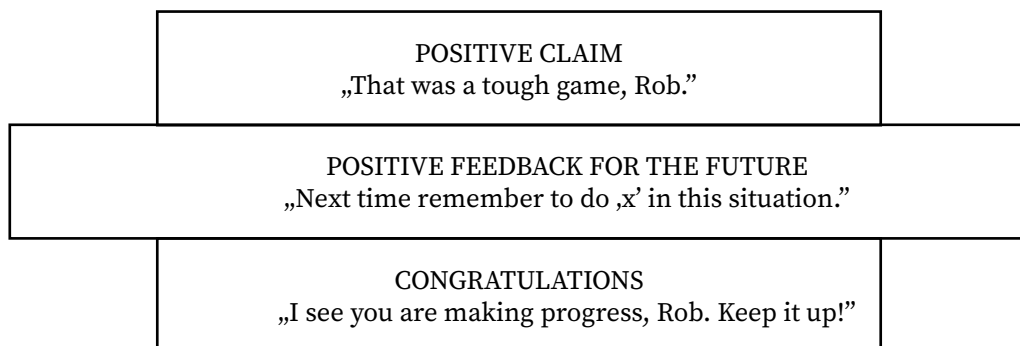 POSITIVE CLAIM
„That was a tough game, Rob.”
POSITIVE FEEDBACK FOR THE FUTURE
„Next time remember to do ,x’ in this situation.”
CONGRATULATIONS
„I see you are making progress, Rob. Keep it up!”